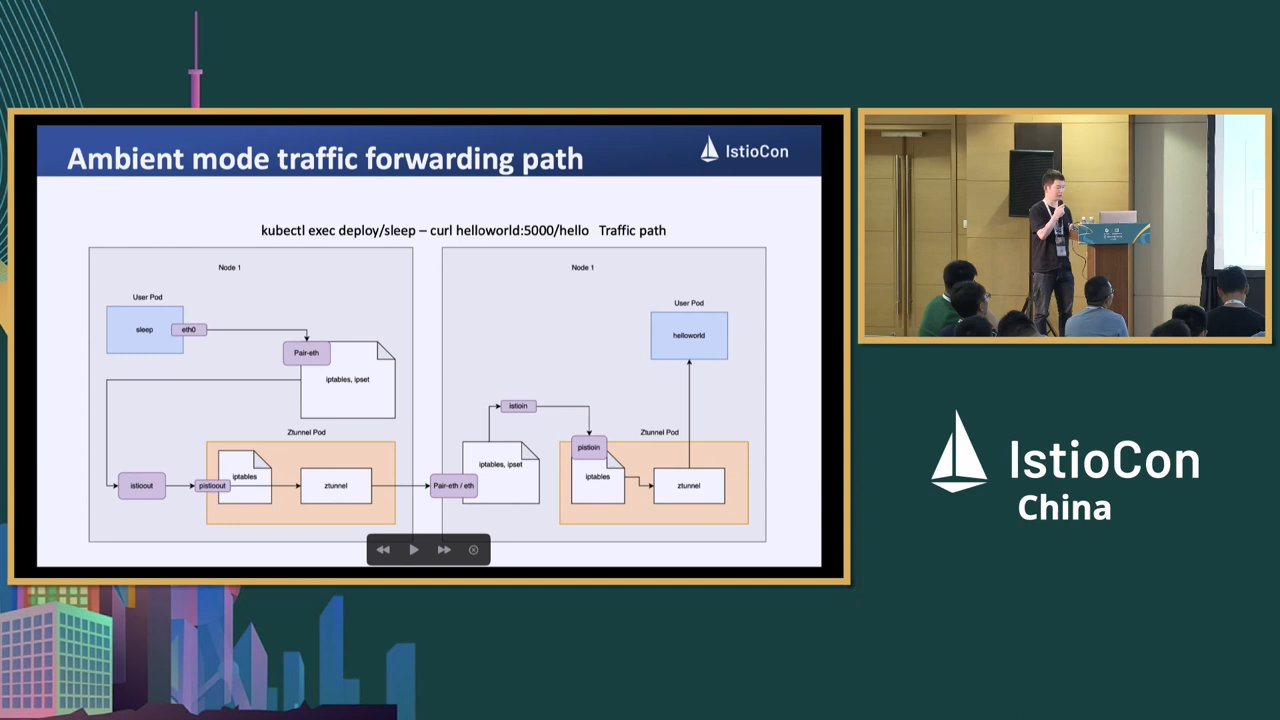 Ambient mode traffic forwarding path
IstioCon
kubectl exec deploy/sleep – curl helloworld:5000/hello Traffic path
Node 1
User Pod
sleep
eth0
Pair-eth
iptables, ipset
Ztunnel Pod
istioout
pistioout
iptables
ztunnel
Node 1
User Pod
helloworld
istioin
Ztunnel Pod
pistioin
iptables, ipset
Pair-eth / eth
iptables
ztunnel
IstioCon
China